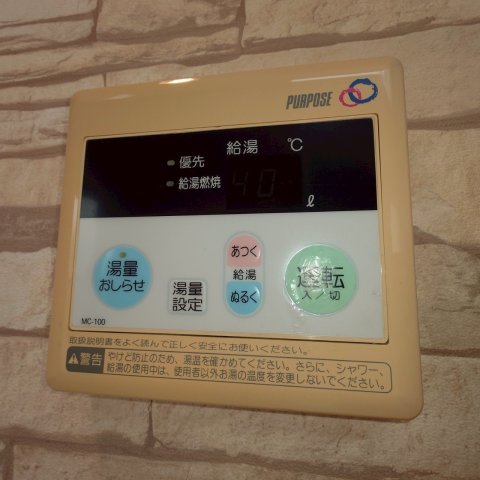 PURPOSE
給湯 ℃
優先
給湯燃焼
40
ℓ
湯量
おしらせ
湯量
設定
あつく
給湯
ぬるく
運転
入/切
MC-100
取扱説明書をよく読んで正しく安全にお使いください。
警告 やけど防止のため、湯温を確かめてください。さらに、シャワー、
給湯の使用中は、使用者以外お湯の温度を変更しないでください。